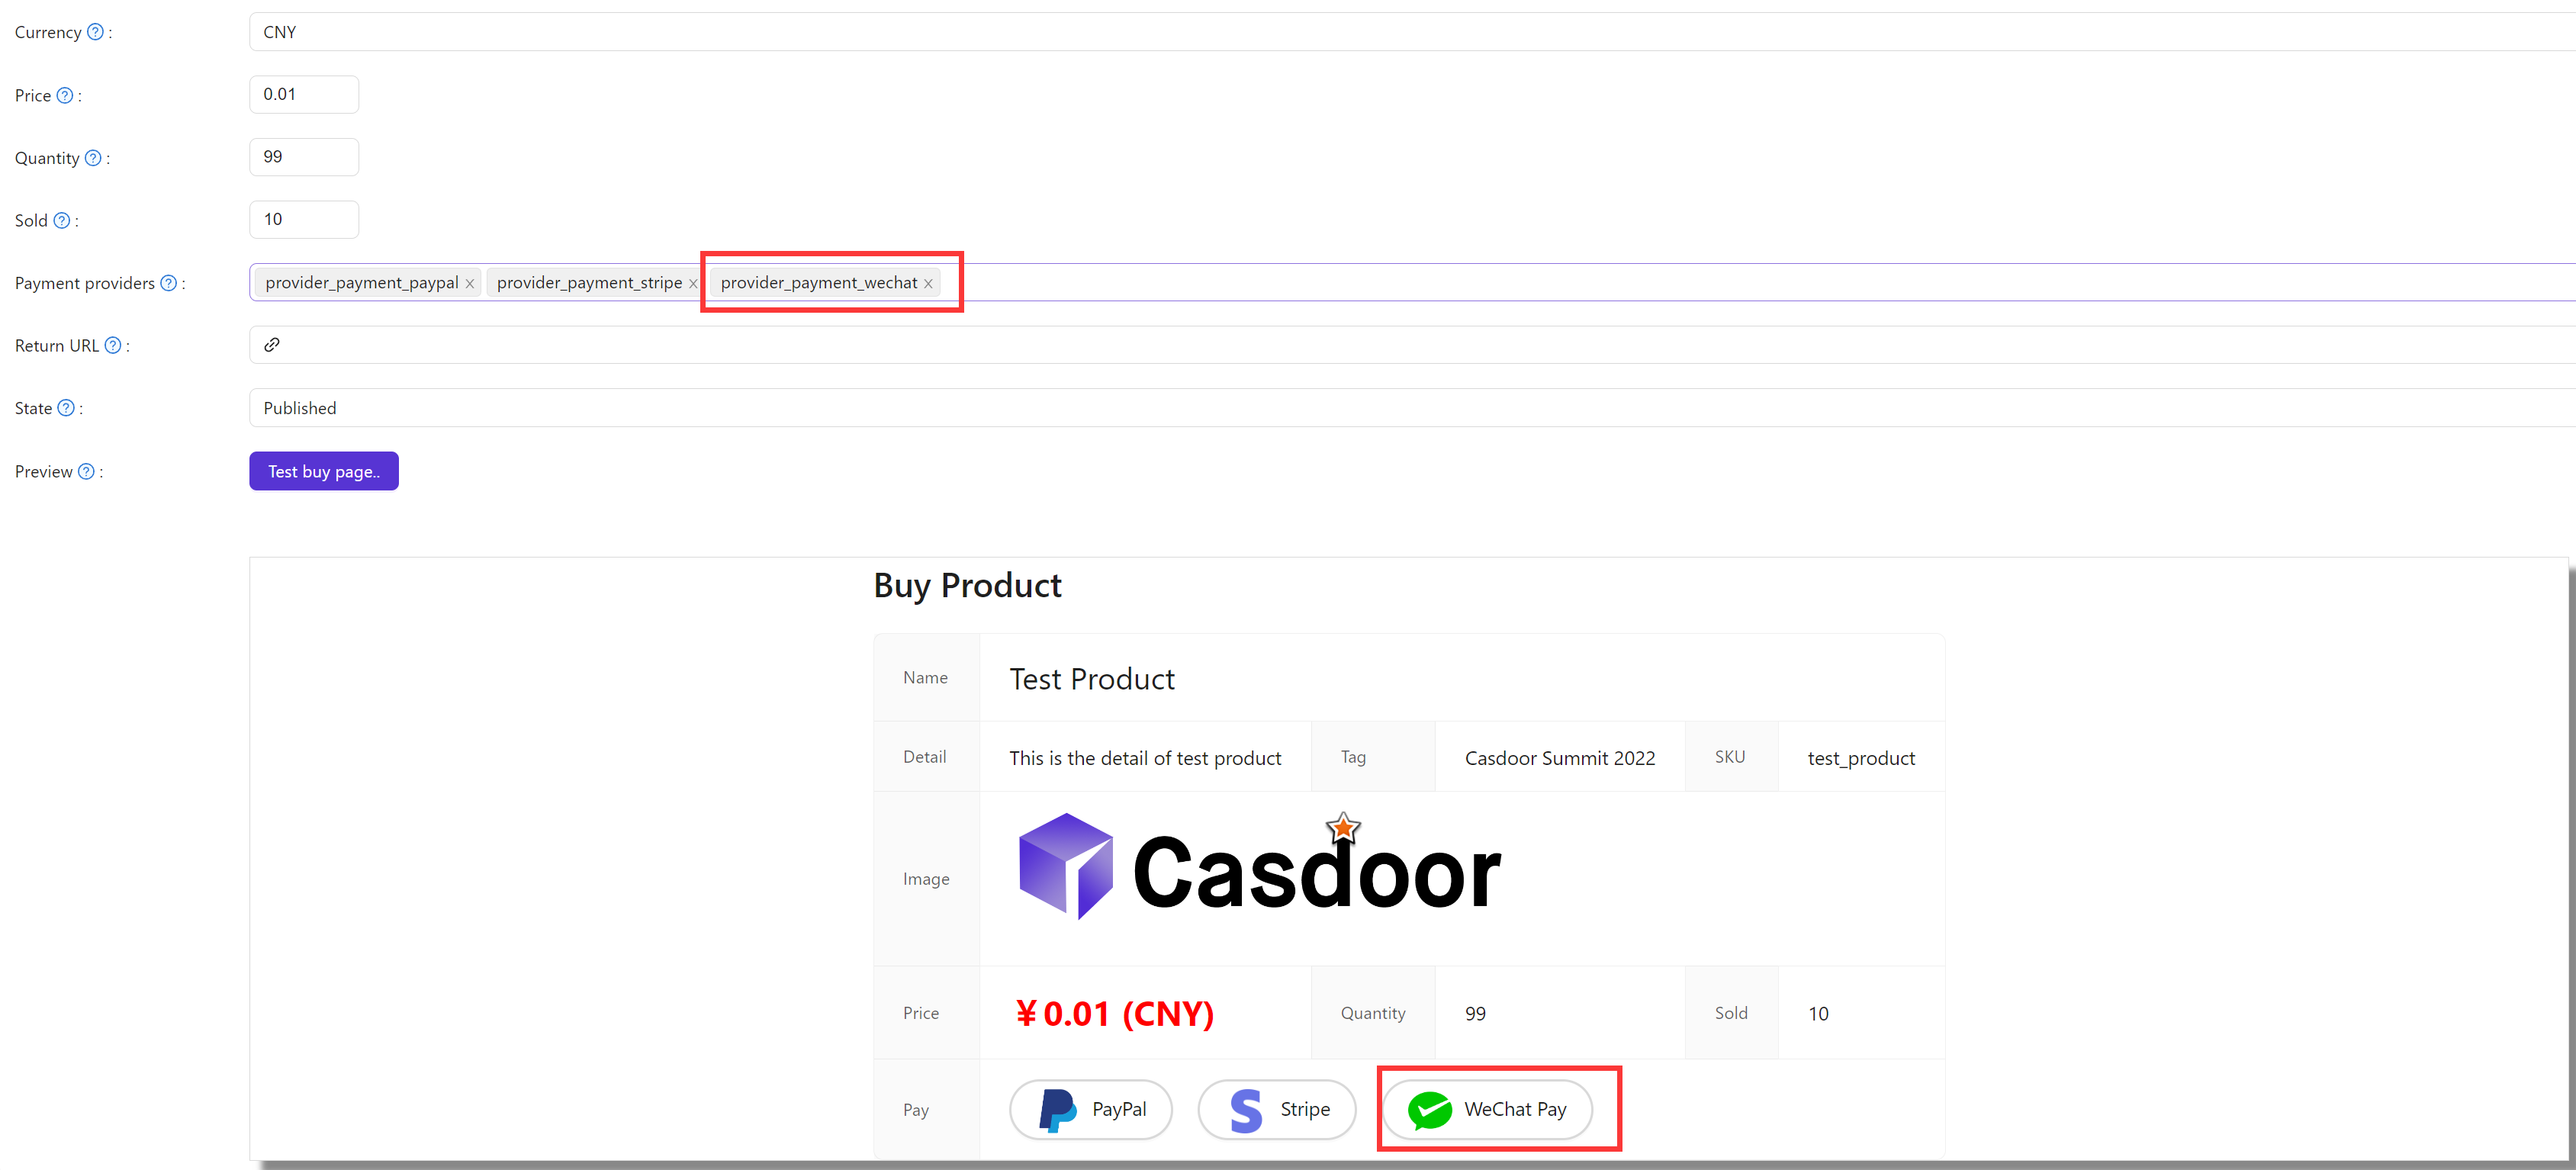 Currency ? : CNY
Price ? : 0.01
Quantity ? : 99
Sold ? : 10
Payment providers ? : provider_payment_paypal × provider_payment_stripe × provider_payment_wechat ×
Return URL ? :
State ? : Published
Preview ? : Test buy page..
Buy Product
Name Test Product
Detail This is the detail of test product Tag Casdoor Summit 2022 SKU test_product
Image Casdoor
Price ¥0.01 (CNY) Quantity 99 Sold 10
Pay PayPal Stripe WeChat Pay